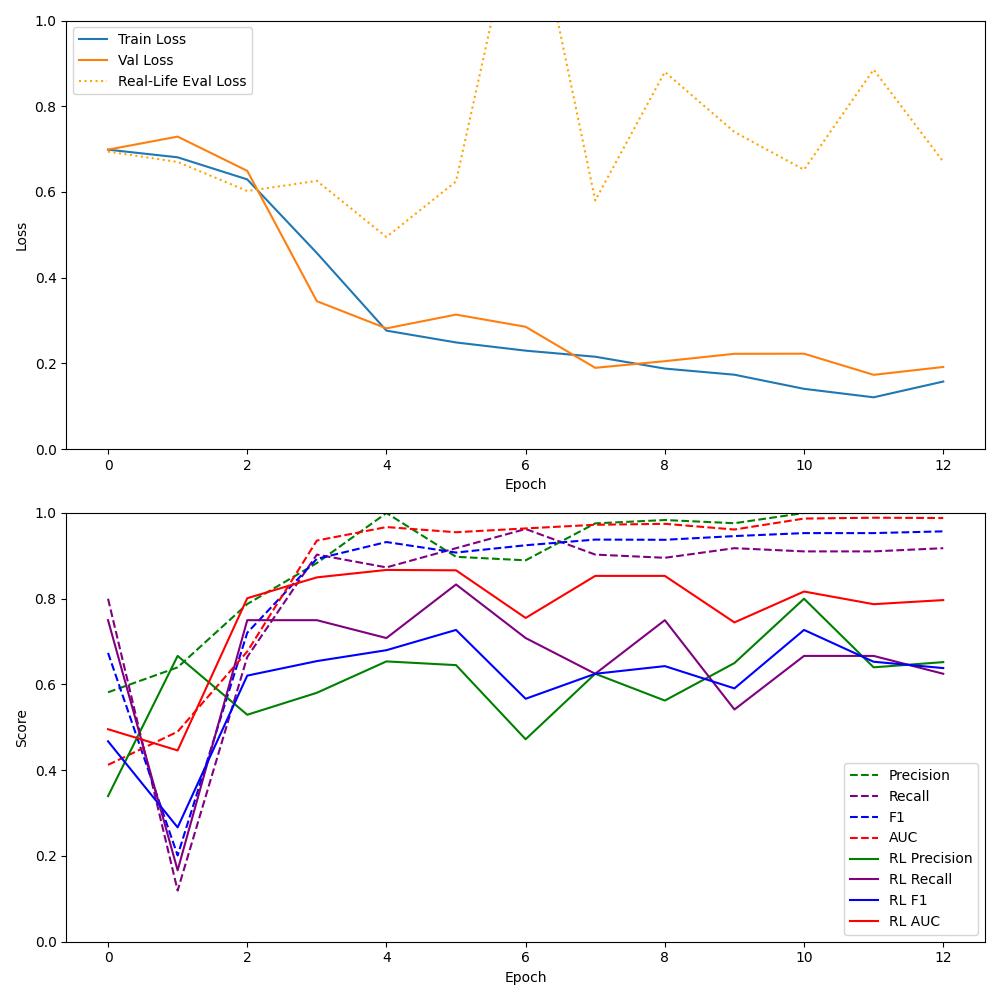 1.0
0.8
0.6
0.4
0.2
0.0
Loss
Train Loss
Val Loss
Real-Life Eval Loss
0 2 4 6 8 10 12
Epoch
1.0
0.8
0.6
0.4
0.2
0.0
Score
Precision
Recall
F1
AUC
RL Precision
RL Recall
RL F1
RL AUC
0 2 4 6 8 10 12
Epoch